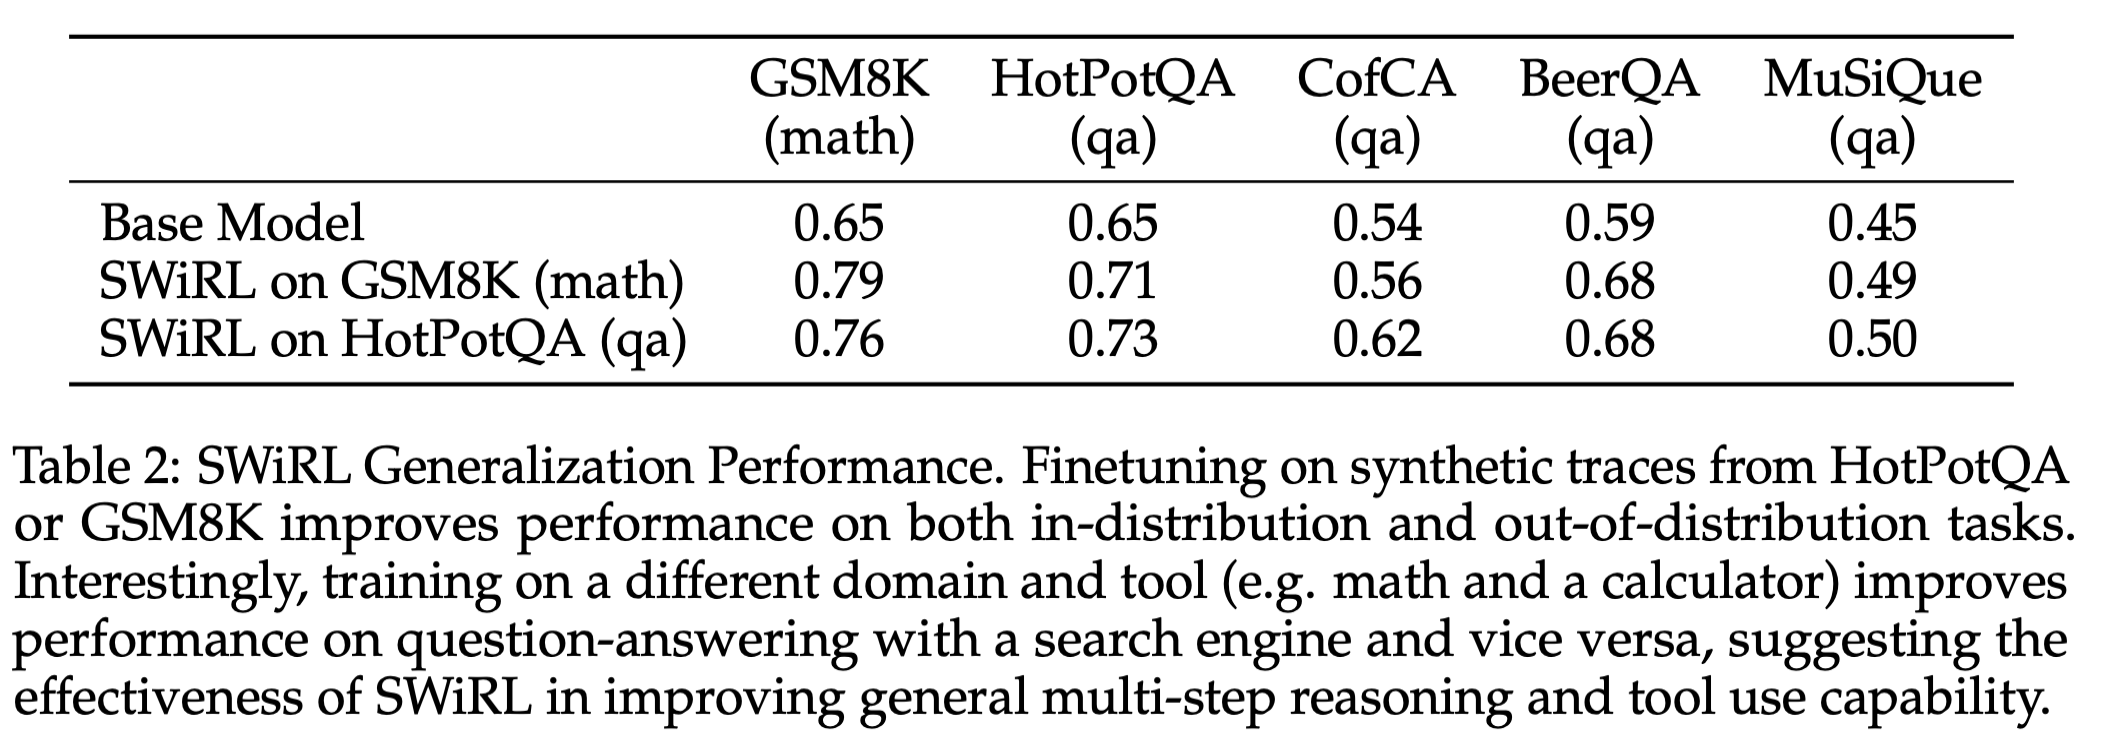 GSM8K HotPotQA CofCA BeerQA MuSiQue
(math) (qa) (qa) (qa) (qa)
Base Model 0.65 0.65 0.54 0.59 0.45
SWiRL on GSM8K (math) 0.79 0.71 0.56 0.68 0.49
SWiRL on HotPotQA (qa) 0.76 0.73 0.62 0.68 0.50
Table 2: SWiRL Generalization Performance. Finetuning on synthetic traces from HotPotQA
or GSM8K improves performance on both in-distribution and out-of-distribution tasks.
Interestingly, training on a different domain and tool (e.g. math and a calculator) improves
performance on question-answering with a search engine and vice versa, suggesting the
effectiveness of SWiRL in improving general multi-step reasoning and tool use capability.